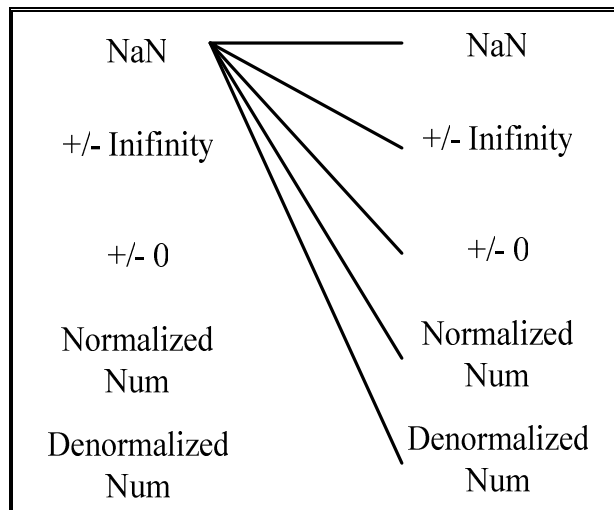 NaN
+/- Inifinity
+/- 0
Normalized
Num
Denormalized
Num
NaN
+/- Inifinity
+/- 0
Normalized
Num
Denormalized
Num